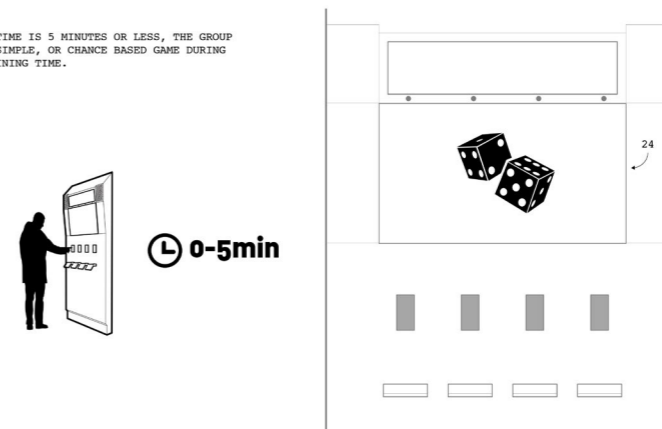 TIME IS 5 MINUTES OR LESS, THE GROUP
SIMPLE, OR CHANCE BASED GAME DURING
NING TIME.
0-5min
24